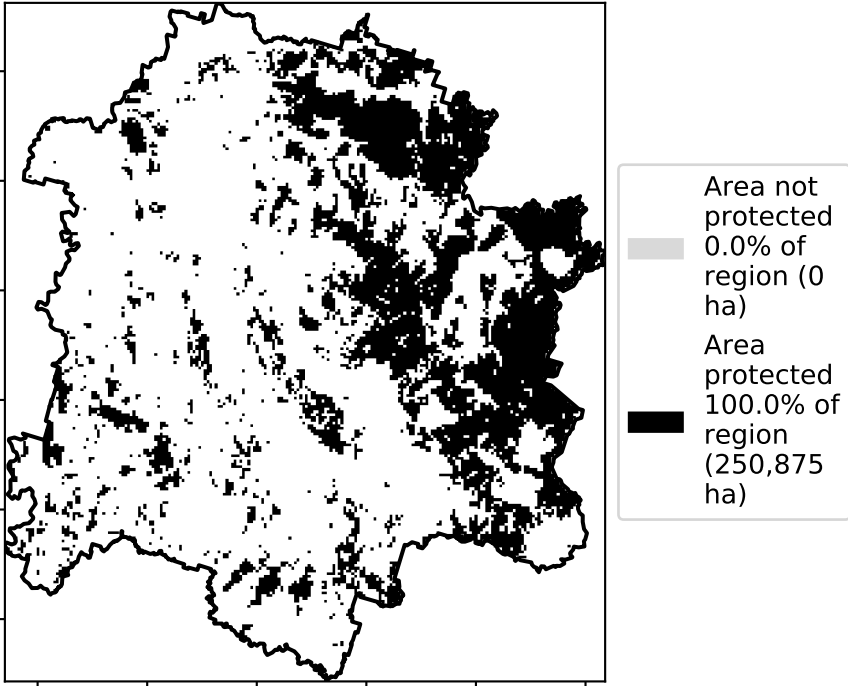 Area not
protected
0.0% of
region (0
ha)
Area
protected
100.0% of
region
(250,875
ha)